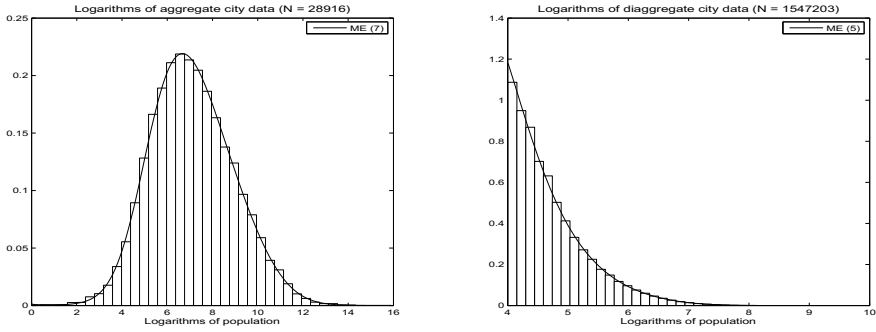 Logarithms of aggregate city data (N = 28916)
ME (7)
0.25
0.2
0.15
0.1
0.05
0
0 2 4 6 8 10 12 14 16
Logarithms of population
Logarithms of diaggregate city data (N = 1547203)
ME (5)
1.4
1.2
1
0.8
0.6
0.4
0.2
0
4 5 6 7 8 9 10
Logarithms of population